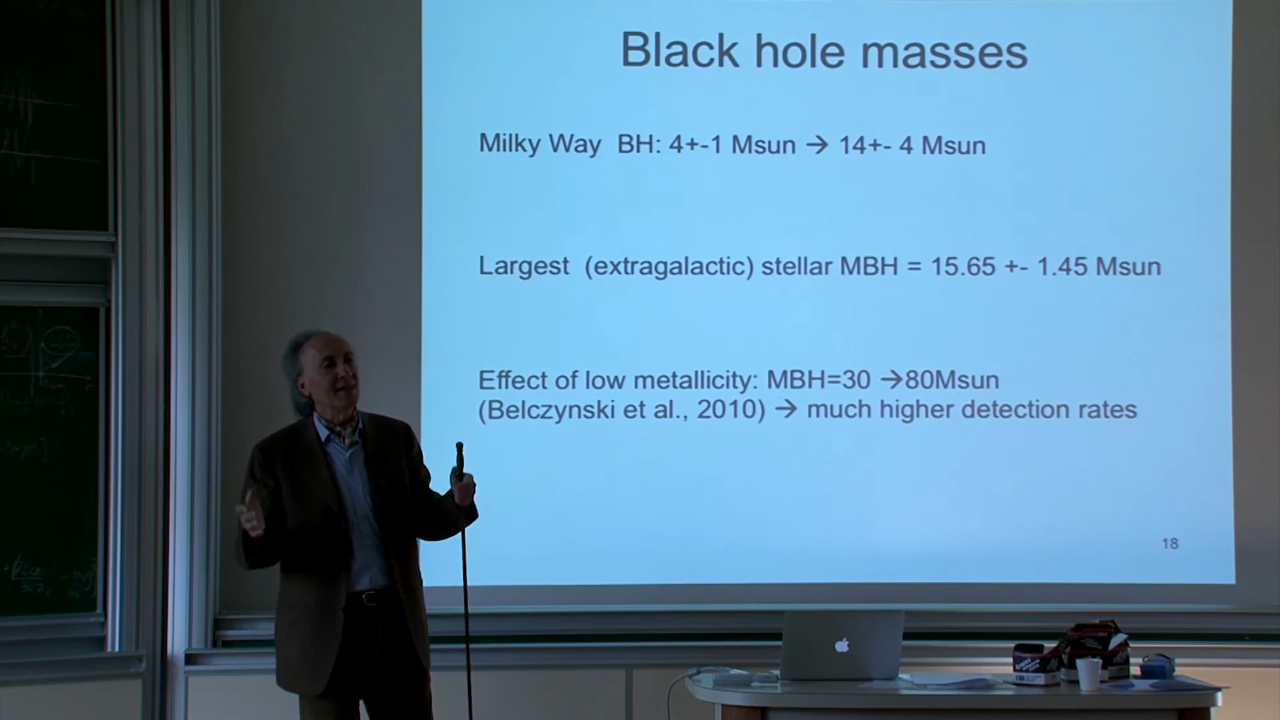 Black hole masses
Milky Way BH: 4+-1 Msun → 14+- 4 Msun
Largest (extragalactic) stellar MBH = 15.65 +- 1.45 Msun
Effect of low metallicity: MBH=30 →80Msun
(Belczynski et al., 2010) → much higher detection rates
18